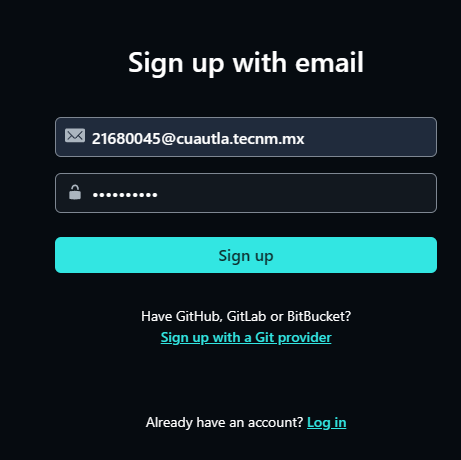 Sign up with email
21680045@cuautla.tecnm.mx
••••••••••
Sign up
Have GitHub, GitLab or BitBucket?
Sign up with a Git provider
Already have an account? Log in